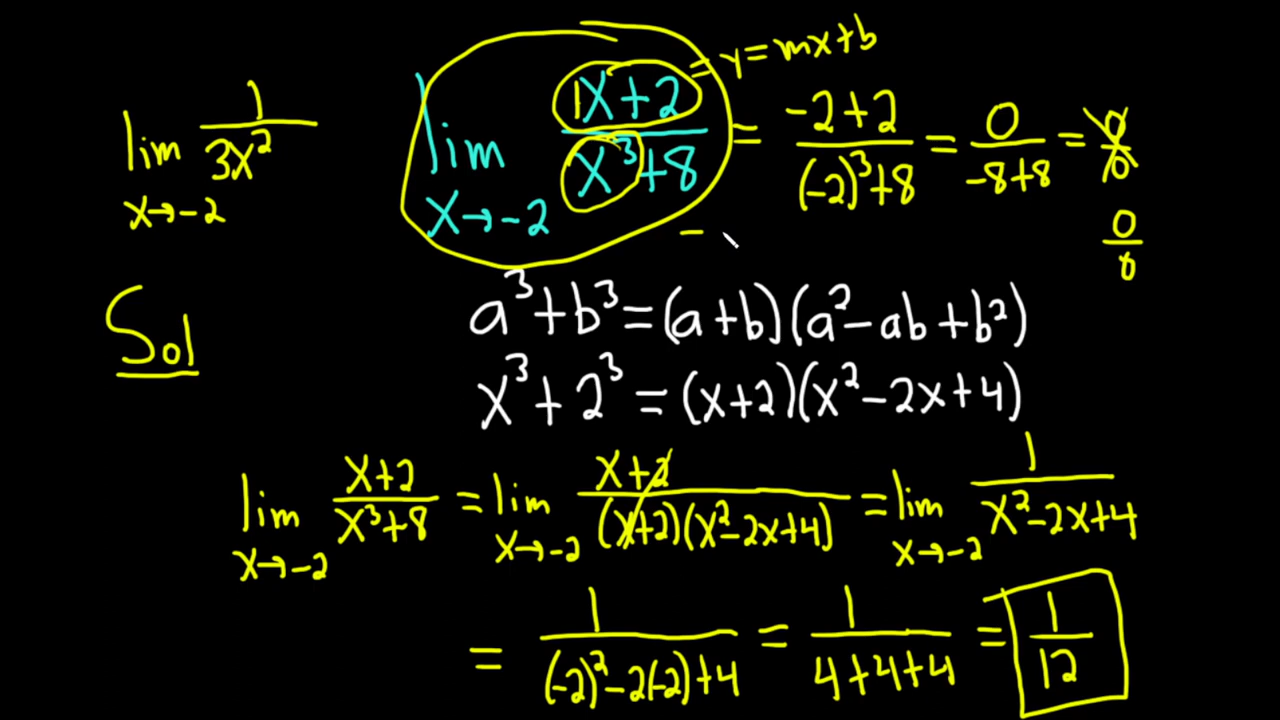 lim x→-2 1/(3x²)
lim x→-2 (1x+2)/(x³+8) = y=mx+b
= (-2+2)/((-2)³+8) = 0/(-8+8) = 0/0
0/0
-
Sol
a³+b³=(a+b)(a²-ab+b²)
x³+2³=(x+2)(x²-2x+4)
lim x→-2 (x+2)/(x³+8) = lim x→-2 (x+2)/((x+2)(x²-2x+4)) = lim x→-2 1/(x²-2x+4)
= 1/((-2)²-2(-2)+4) = 1/(4+4+4) = 1/12